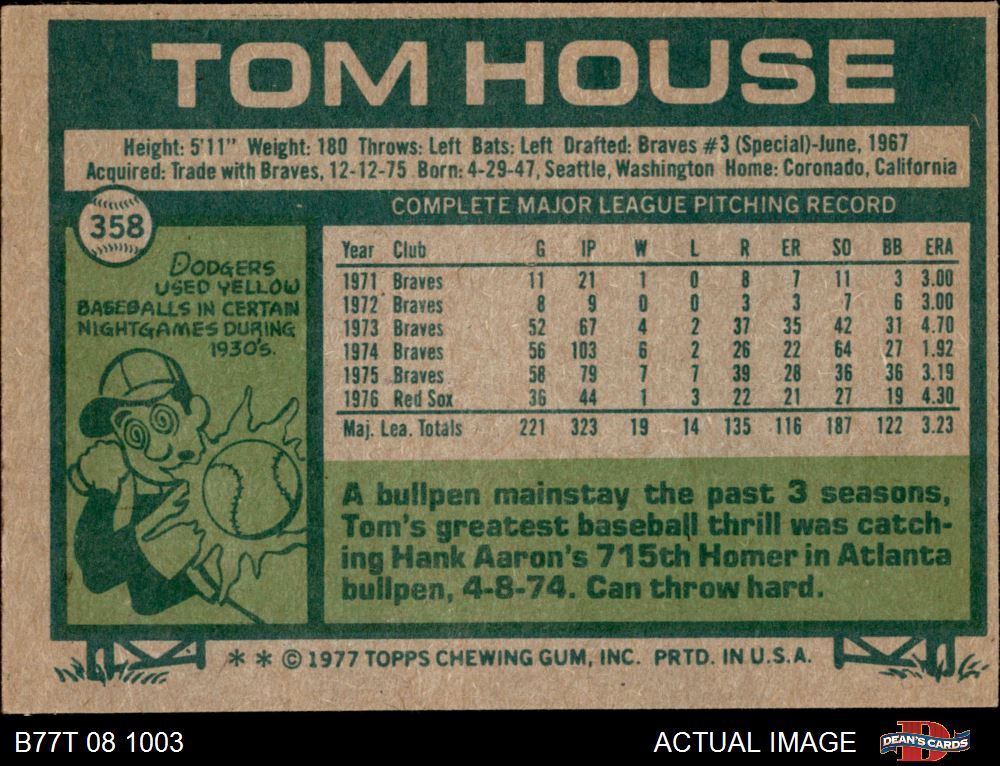 TOM HOUSE
Height: 5'11" Weight: 180 Throws: Left Bats: Left Drafted: Braves #3 (Special)-June, 1967
Acquired: Trade with Braves, 12-12-75 Born: 4-29-47, Seattle, Washington Home: Coronado, California
358
COMPLETE MAJOR LEAGUE PITCHING RECORD
DODGERS
USED YELLOW
BASEBALLS IN CERTAIN
NIGHTGAMES DURING
1930'S.
Year Club G IP W L R ER SO BB ERA
1971 Braves 11 21 1 0 8 7 11 3 3.00
1972 Braves 8 9 0 0 3 3 7 6 3.00
1973 Braves 52 67 4 2 37 35 42 31 4.70
1974 Braves 56 103 6 2 26 22 64 27 1.92
1975 Braves 58 79 7 7 39 28 36 36 3.19
1976 Red Sox 36 44 1 3 22 21 27 19 4.30
Maj. Lea. Totals 221 323 19 14 135 116 187 122 3.23
A bullpen mainstay the past 3 seasons,
Tom's greatest baseball thrill was catch-
ing Hank Aaron's 715th Homer in Atlanta
bullpen, 4-8-74. Can throw hard.
* * © 1977 TOPPS CHEWING GUM, INC. PRTD. IN U.S.A.
B77T 08 1003
ACTUAL IMAGE
D
DEAN'S CARDS